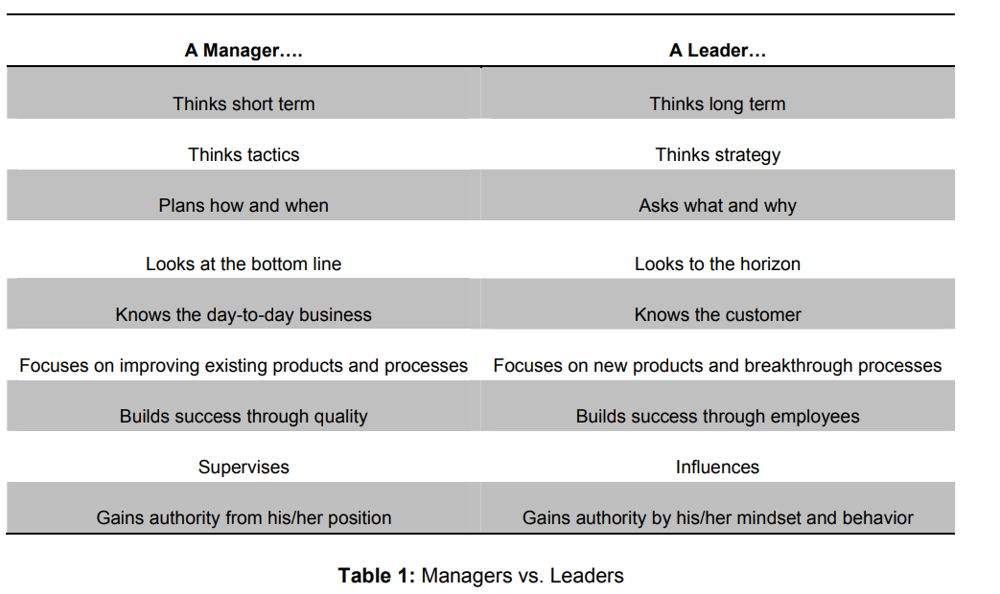 A Manager.... A Leader...
Thinks short term Thinks long term
Thinks tactics Thinks strategy
Plans how and when Asks what and why
Looks at the bottom line Looks to the horizon
Knows the day-to-day business Knows the customer
Focuses on improving existing products and processes Focuses on new products and breakthrough processes
Builds success through quality Builds success through employees
Supervises Influences
Gains authority from his/her position Gains authority by his/her mindset and behavior
Table 1: Managers vs. Leaders